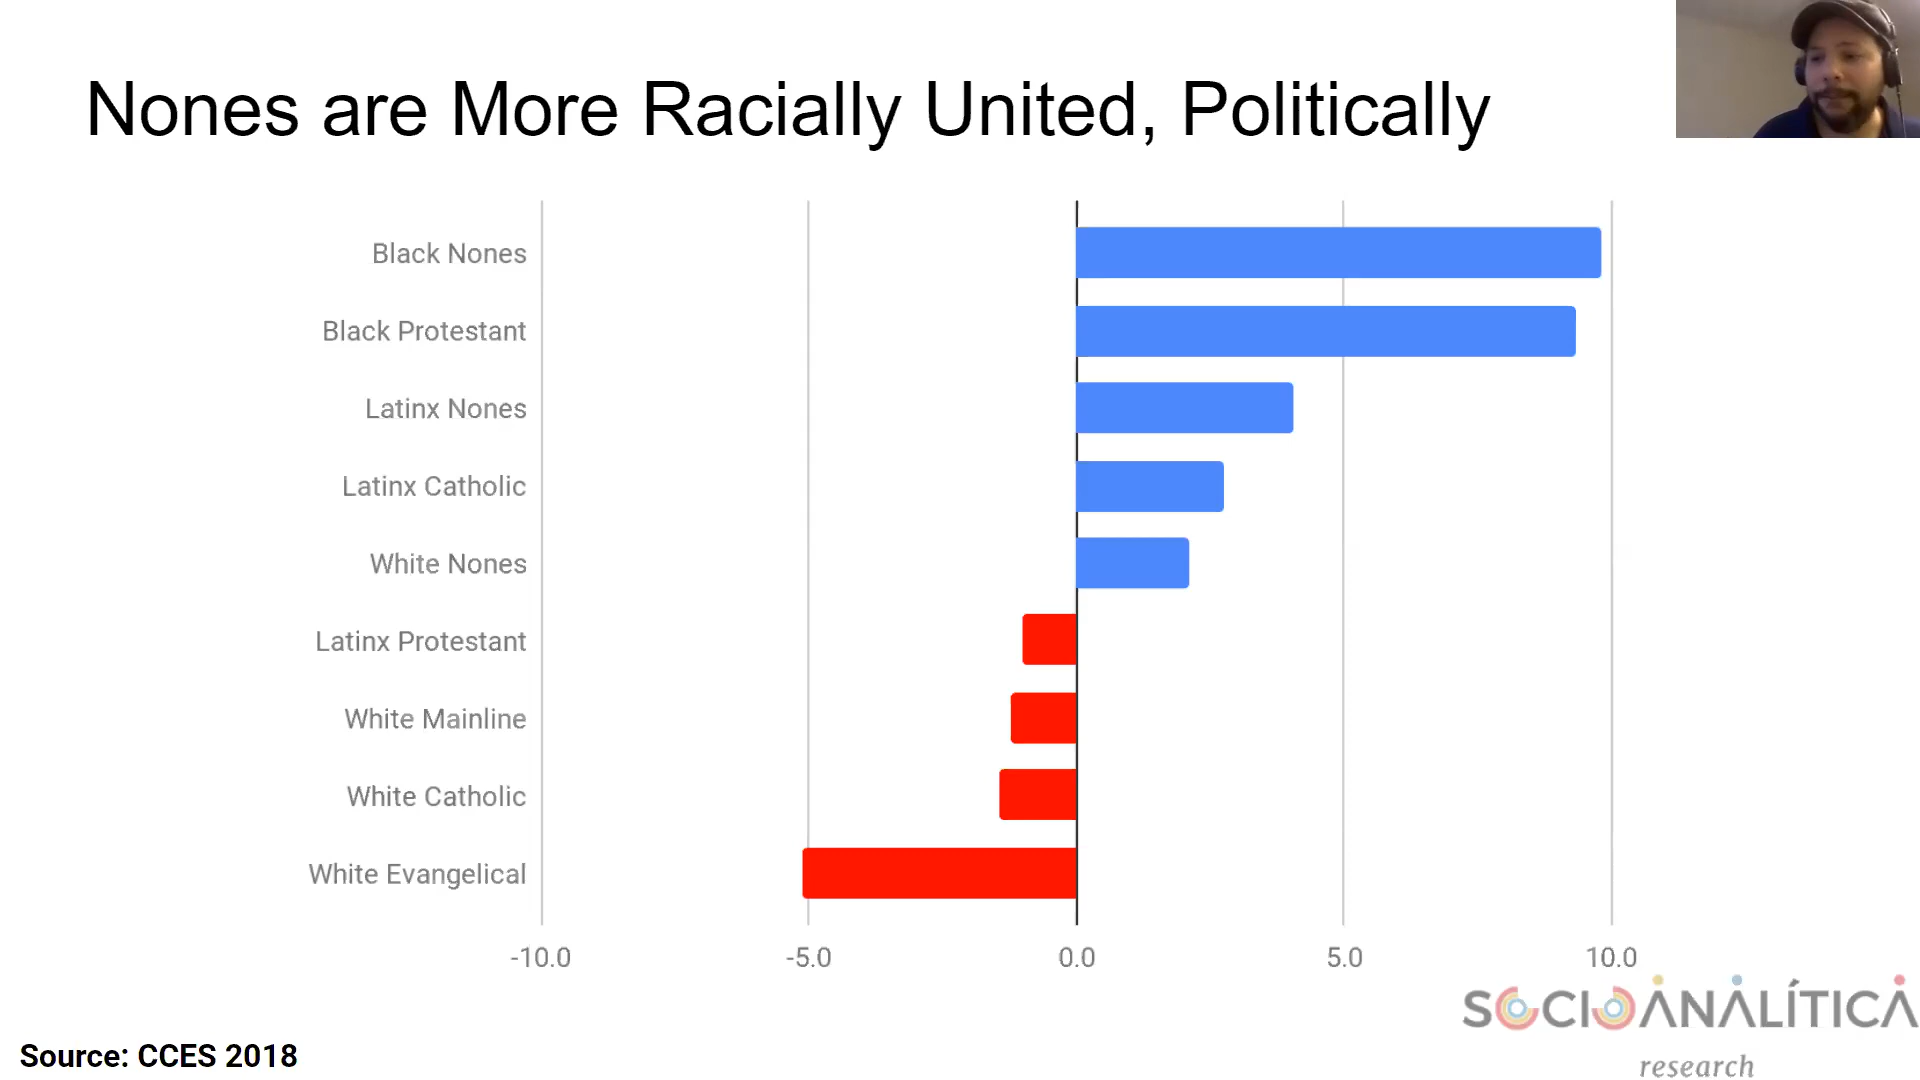 Nones are More Racially United, Politically
Black Nones
Black Protestant
Latinx Nones
Latinx Catholic
White Nones
Latinx Protestant
White Mainline
White Catholic
White Evangelical
-10.0 -5.0 0.0 5.0 10.0
SOCIOANALÍTICA
research
Source: CCES 2018